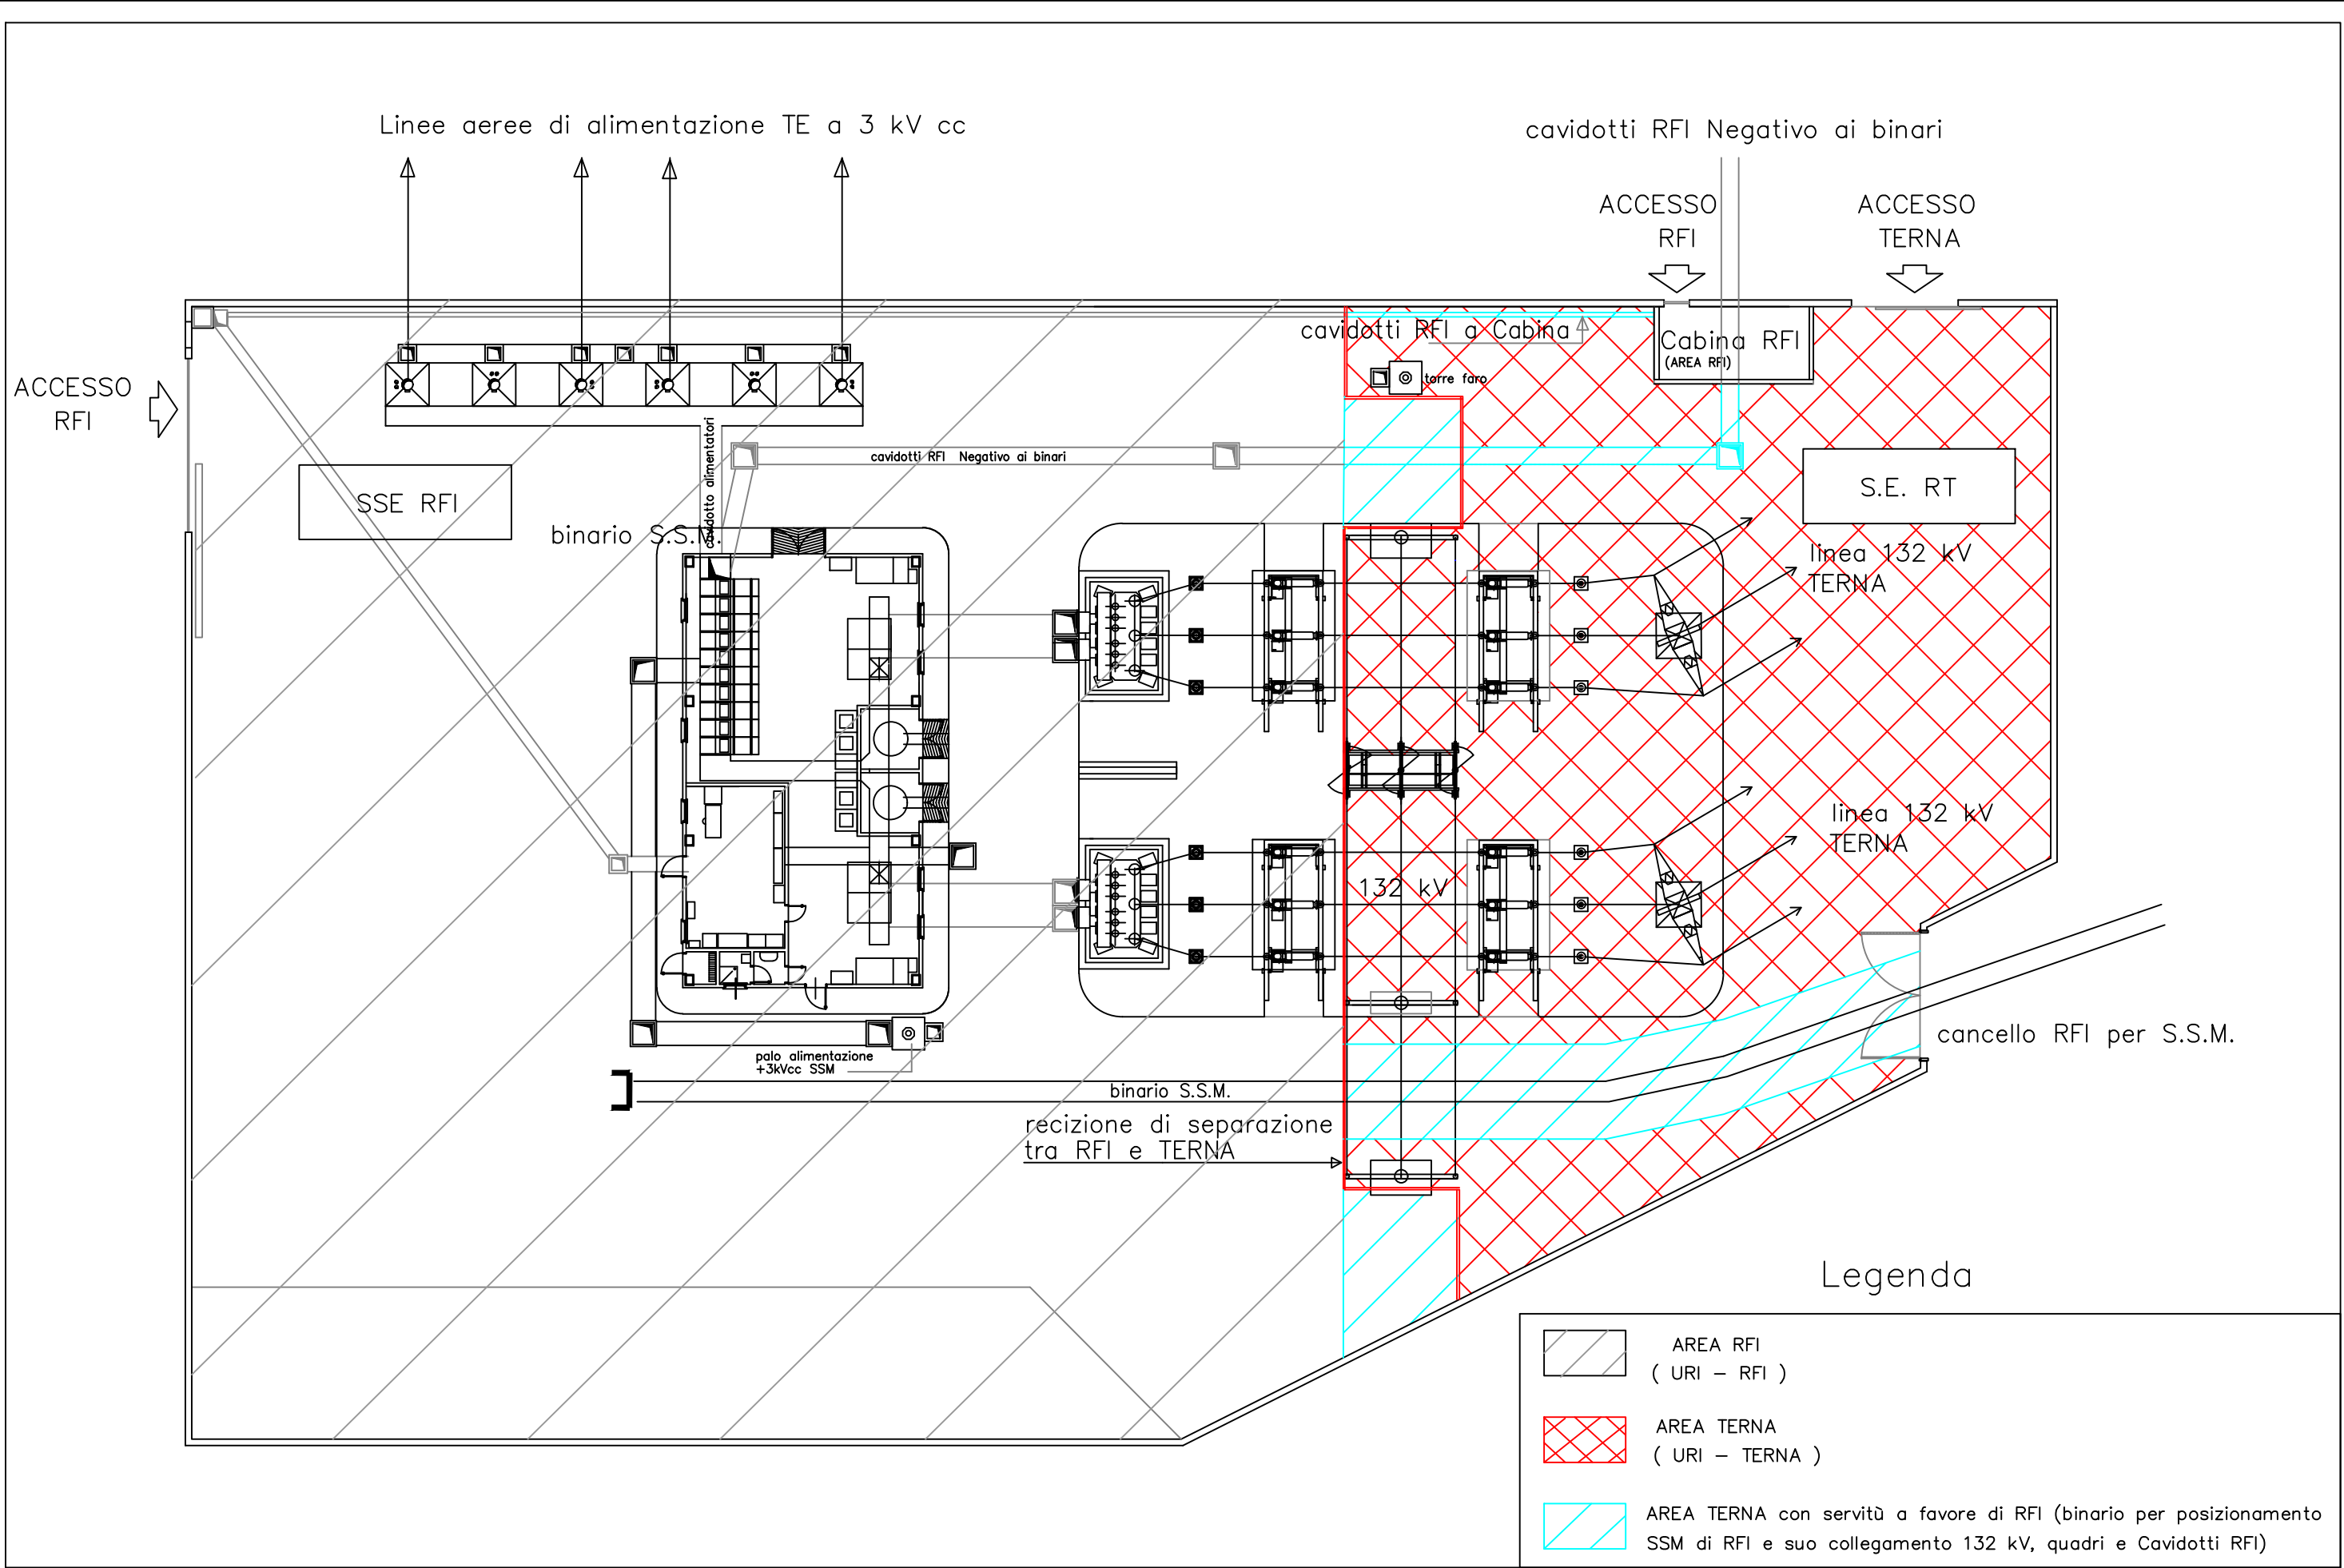 Linee aeree di alimentazione TE a 3 kV cc
cavidotti RFI Negativo ai binari
ACCESSO
RFI
ACCESSO
TERNA
cavidotti RFI a Cabina
Cabina RFI
(AREA RFI)
ACCESSO
RFI
torre faro
cavidotto alimentatori
cavidotti RFI Negativo ai binari
SSE RFI
S.E. RT
binario S.S.M.
linea 132 kV
TERNA
linea 132 kV
TERNA
132 kV
cancello RFI per S.S.M.
palo alimentazione
+3kVcc SSM
binario S.S.M.
recizione di separazione
tra RFI e TERNA
Legenda
AREA RFI
( URI – RFI )
AREA TERNA
( URI – TERNA )
AREA TERNA con servitù a favore di RFI (binario per posizionamento
SSM di RFI e suo collegamento 132 kV, quadri e Cavidotti RFI)